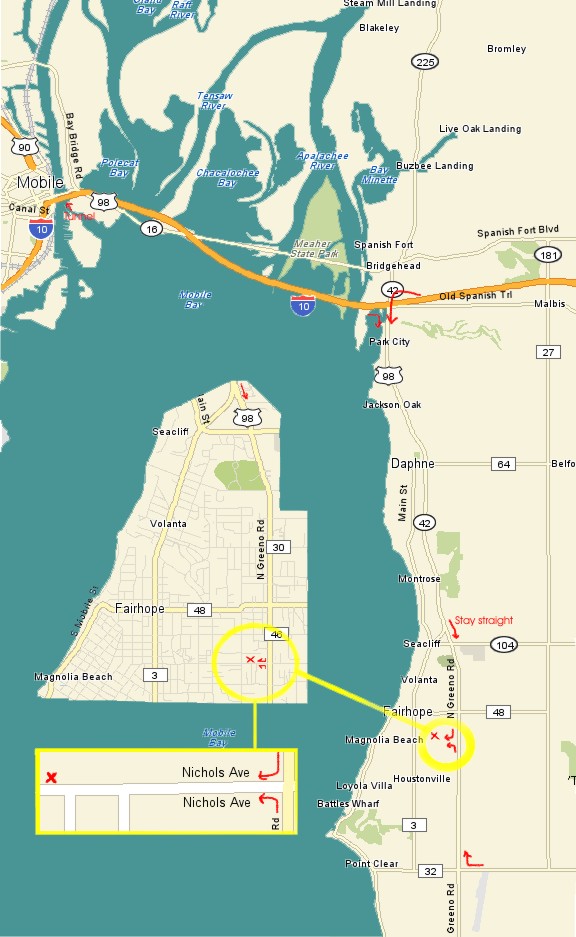 Steam Mill Landing
Bay
Raft
River
Blakeley
Bromley
225
Tensaw
River
Bay Bridge Rd
Live Oak Landing
90
Polecat
Bay
Chacalochee
Bay
Apalachee
River
Bay
Minette
Buzbee Landing
Mobile
98
Canal St
Tunnel
10
16
Meaher
State Park
Spanish Fort
Spanish Fort Blvd
Bridgehead
181
Mobile
Bay
42
10
Old Spanish Trl
Malbis
Park City
27
98
Jackson Oak
ain St
98
Seacliff
Daphne
64
Belfo
Main St
Volanta
42
N Greeno Rd
30
Montrose
S Mobile St
Fairhope
48
Stay straight
46
Seacliff
104
Magnolia Beach
3
Volanta
N Greeno Rd
Fairhope
48
Mobile
Bay
Magnolia Beach
x
x
Nichols Ave
x
Nichols Ave
Rd
Houstonville
'T
Loyola Villa
Battles Wharf
3
Point Clear
32
Greeno Rd